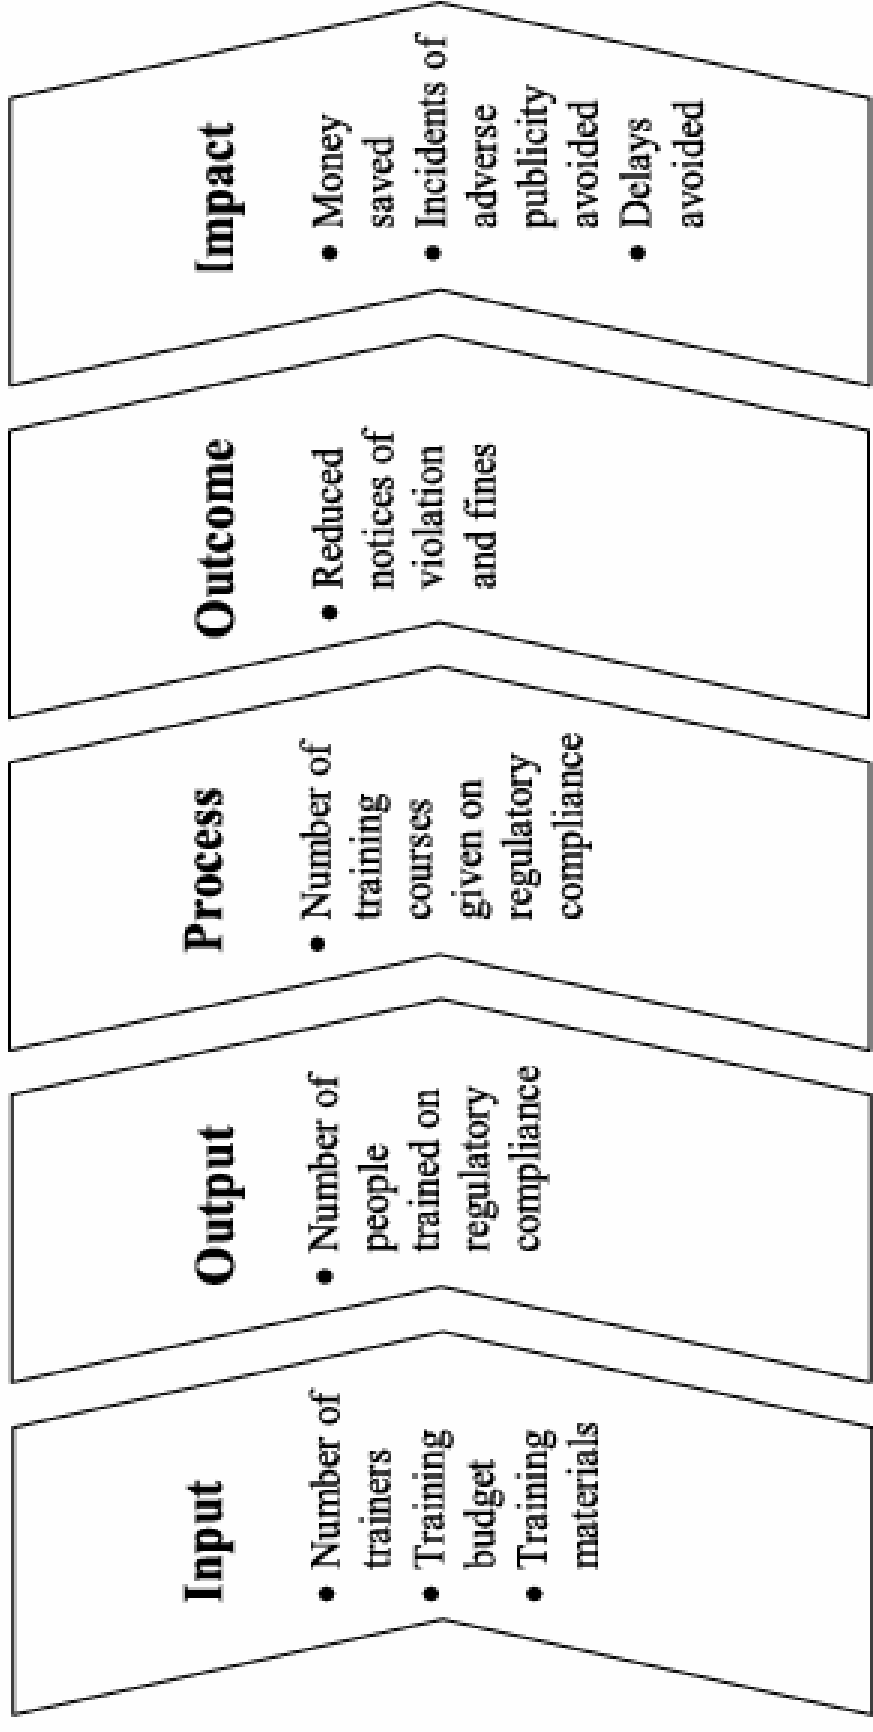 Input
• Number of
trainers
• Training
budget
• Training
materials
Output
• Number of
people
trained on
regulatory
compliance
Process
• Number of
training
courses
given on
regulatory
compliance
Outcome
• Reduced
notices of
violation
and fines
Impact
• Money
saved
• Incidents of
adverse
publicity
avoided
• Delays
avoided